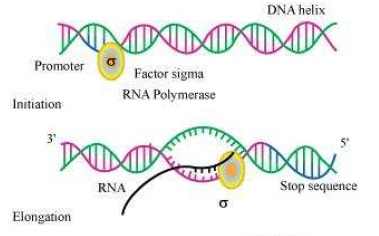 DNA helix
Promoter
σ
Factor sigma
RNA Polymerase
Initiation
3'
5'
RNA
Stop sequence
σ
Elongation